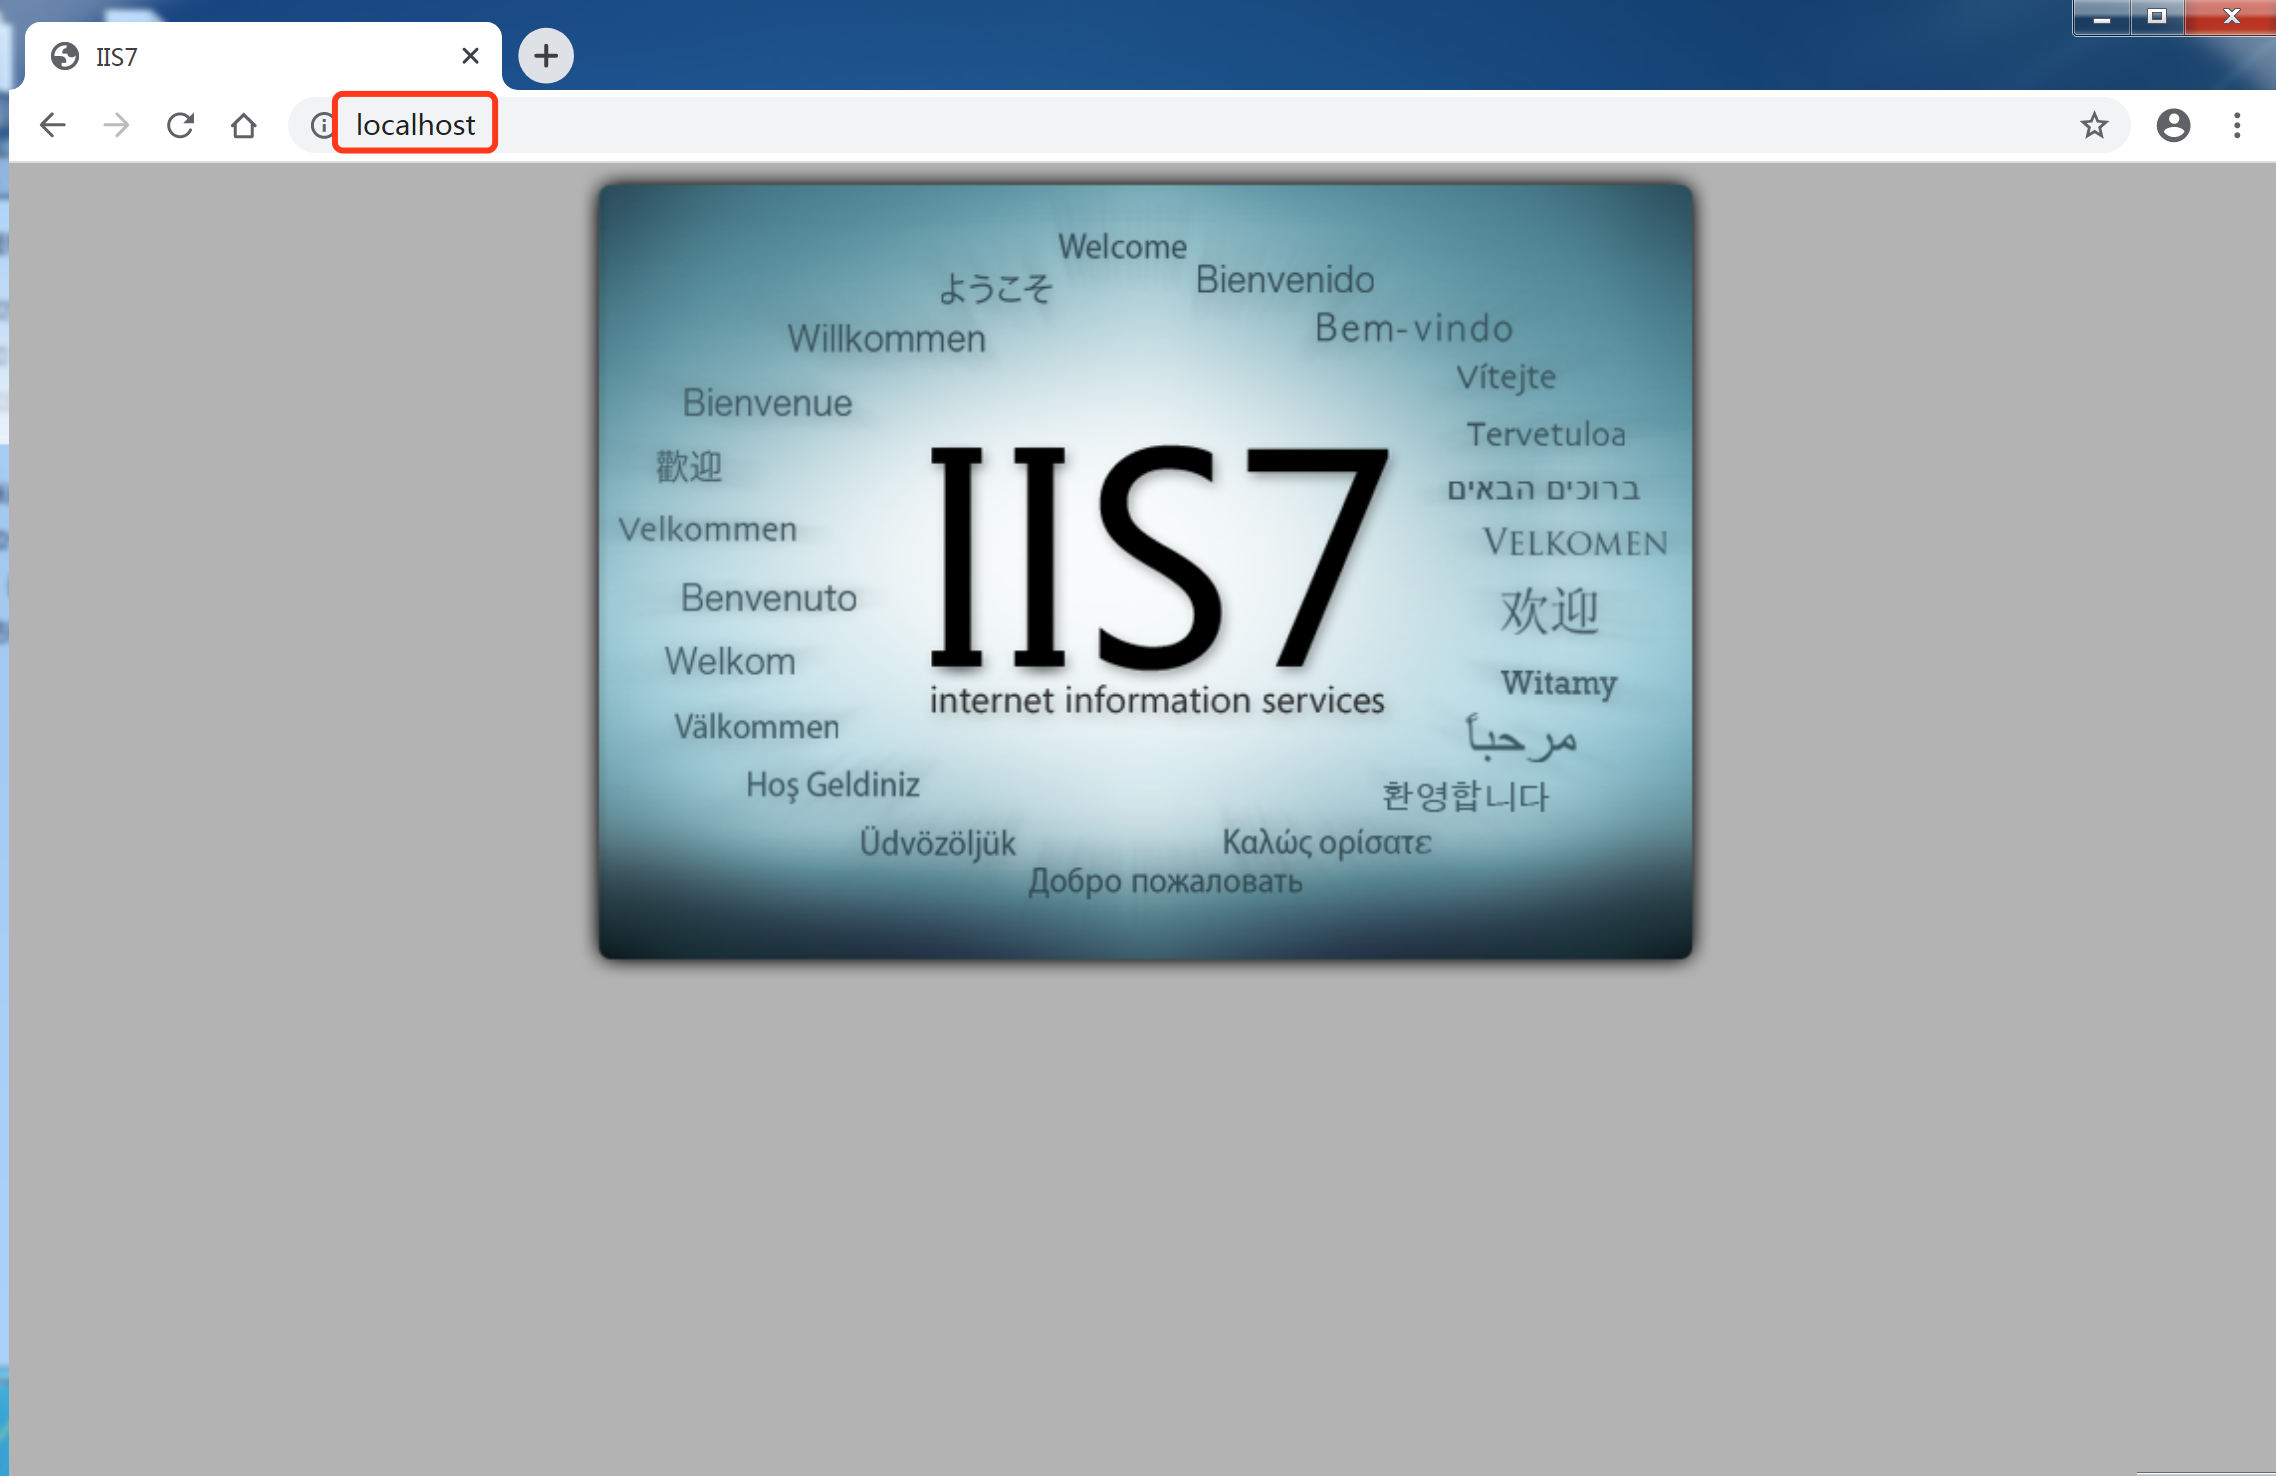 IIS7
localhost
Welcome
ようこそ
Bienvenido
Willkommen
Bem-vindo
Vítejte
Bienvenue
Tervetuloa
歡迎
ברוכים הבאים
Velkommen
VELKOMEN
Benvenuto
欢迎
Welkom
Witamy
IIS7
internet information services
Välkommen
مرحباً
Hoş Geldiniz
환영합니다
Üdvözöljük
Καλώς ορίσατε
Добро пожаловать